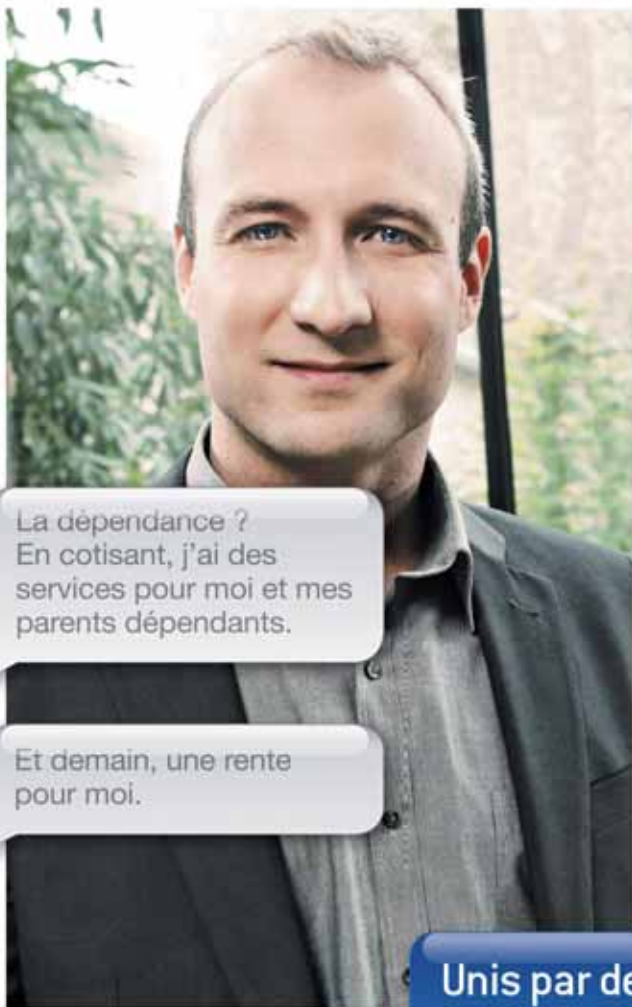 La dépendance ?
En cotisant, j'ai des
services pour moi et mes
parents dépendants.
Et demain, une rente
pour moi.
Unis par de